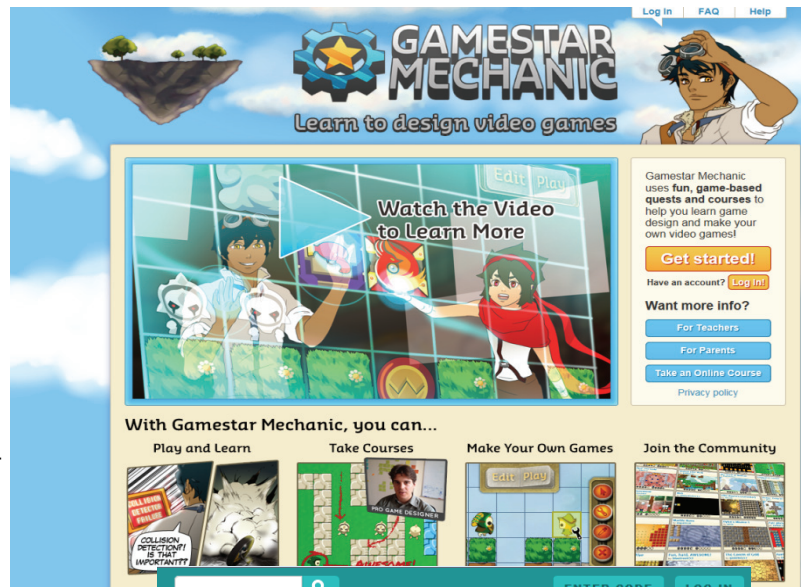 Log In FAQ Help
GAMESTAR
MECHANIC
Learn to design video games
Edit Play
Watch the Video
to Learn More
Gamestar Mechanic
uses fun, game-based
quests and courses to
help you learn game
design and make your
own video games!
Get started!
Have an account? Log In!
Want more info?
For Teachers
For Parents
Take an Online Course
Privacy policy
With Gamestar Mechanic, you can...
Play and Learn
Take Courses
Make Your Own Games
Join the Community
COLLISION
DETECTOR
FAILURE
COLLISION
DETECTION?!
IS THAT
IMPORTANT??
PRO GAME DESIGNER
AWESOME!
Edit Play
ENTER CODE LOG IN